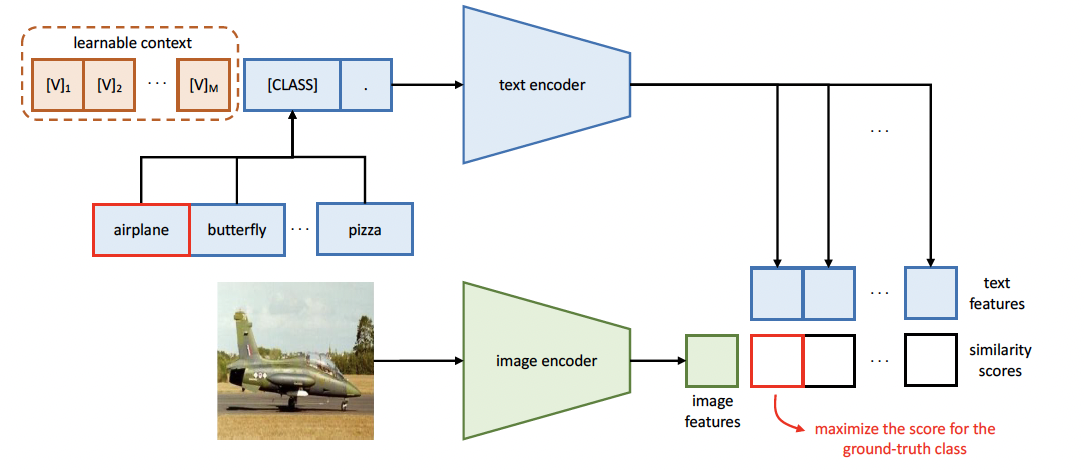 learnable context
[V]₁ [V]₂ ... [V]ᴍ [CLASS] .
text encoder
...
airplane butterfly ... pizza
... text
features
image encoder
... similarity
scores
image
features
maximize the score for the
ground-truth class